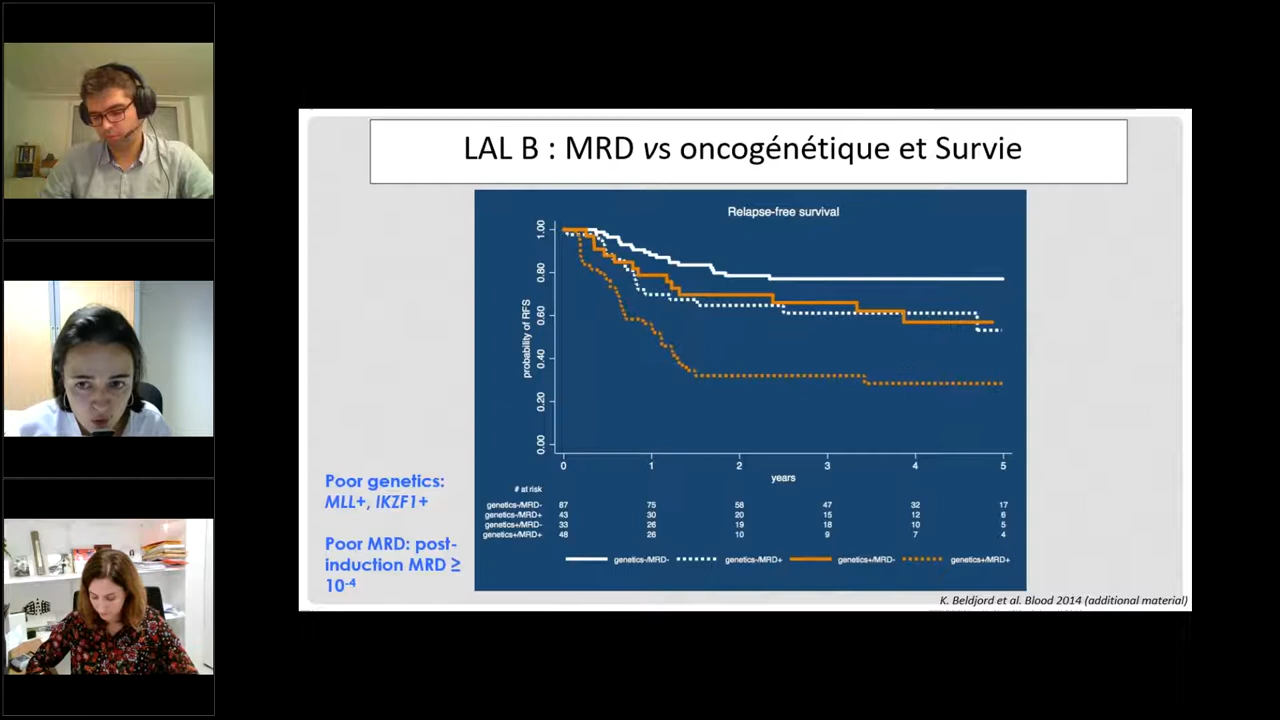 LAL B : MRD vs oncogénétique et Survie
Relapse-free survival
probability of RFS
1.00
0.80
0.60
0.40
0.20
0.00
0 1 2 3 4 5
years
# at risk
genetics-/MRD- 87 75 58 47 32 17
genetics-/MRD+ 43 30 20 15 12 6
genetics+/MRD- 33 26 19 18 10 5
genetics+/MRD+ 48 26 10 9 7 4
genetics-/MRD- genetics-/MRD+ genetics+/MRD- genetics+/MRD+
Poor genetics:
MLL+, IKZF1+
Poor MRD: post-
induction MRD ≥
10⁻⁴
K. Beldjord et al. Blood 2014 (additional material)